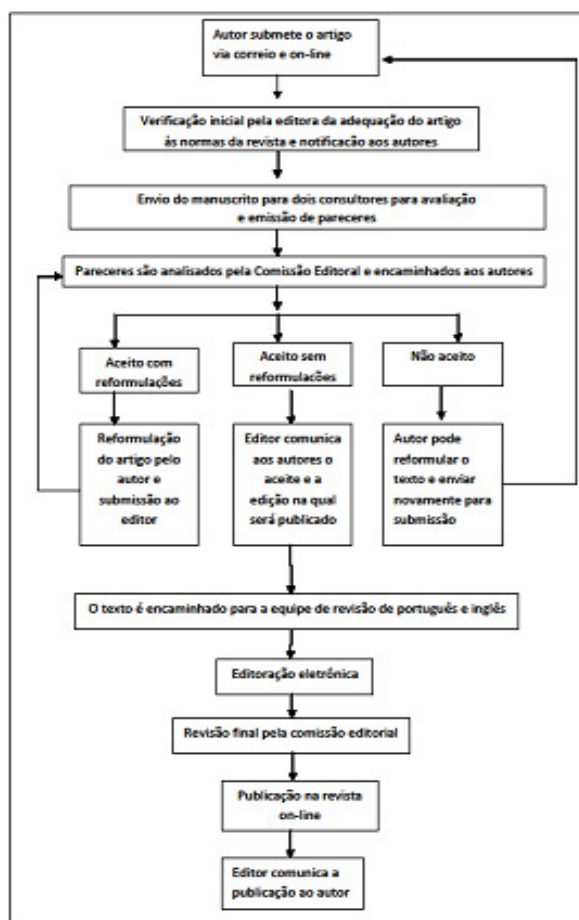 Autor submete o artigo
via correio e on-line
Verificação inicial pela editora da adequação do artigo
às normas da revista e notificação aos autores
Envio do manuscrito para dois consultores para avaliação
e emissão de pareceres
Pareceres são analisados pela Comissão Editoral e encaminhados aos autores
Aceito com
reformulações
Aceito sem
reformulações
Não aceito
Reformulação
do artigo pelo
autor e
submissão ao
editor
Editor comunica
aos autores o
aceite e a
edição na qual
será publicado
Autor pode
reformular o
texto e enviar
novamente para
submissão
O texto é encaminhado para a equipe de revisão de português e inglês
Editoração eletrônica
Revisão final pela comissão editorial
Publicação na revista
on-line
Editor comunica a
publicação ao autor